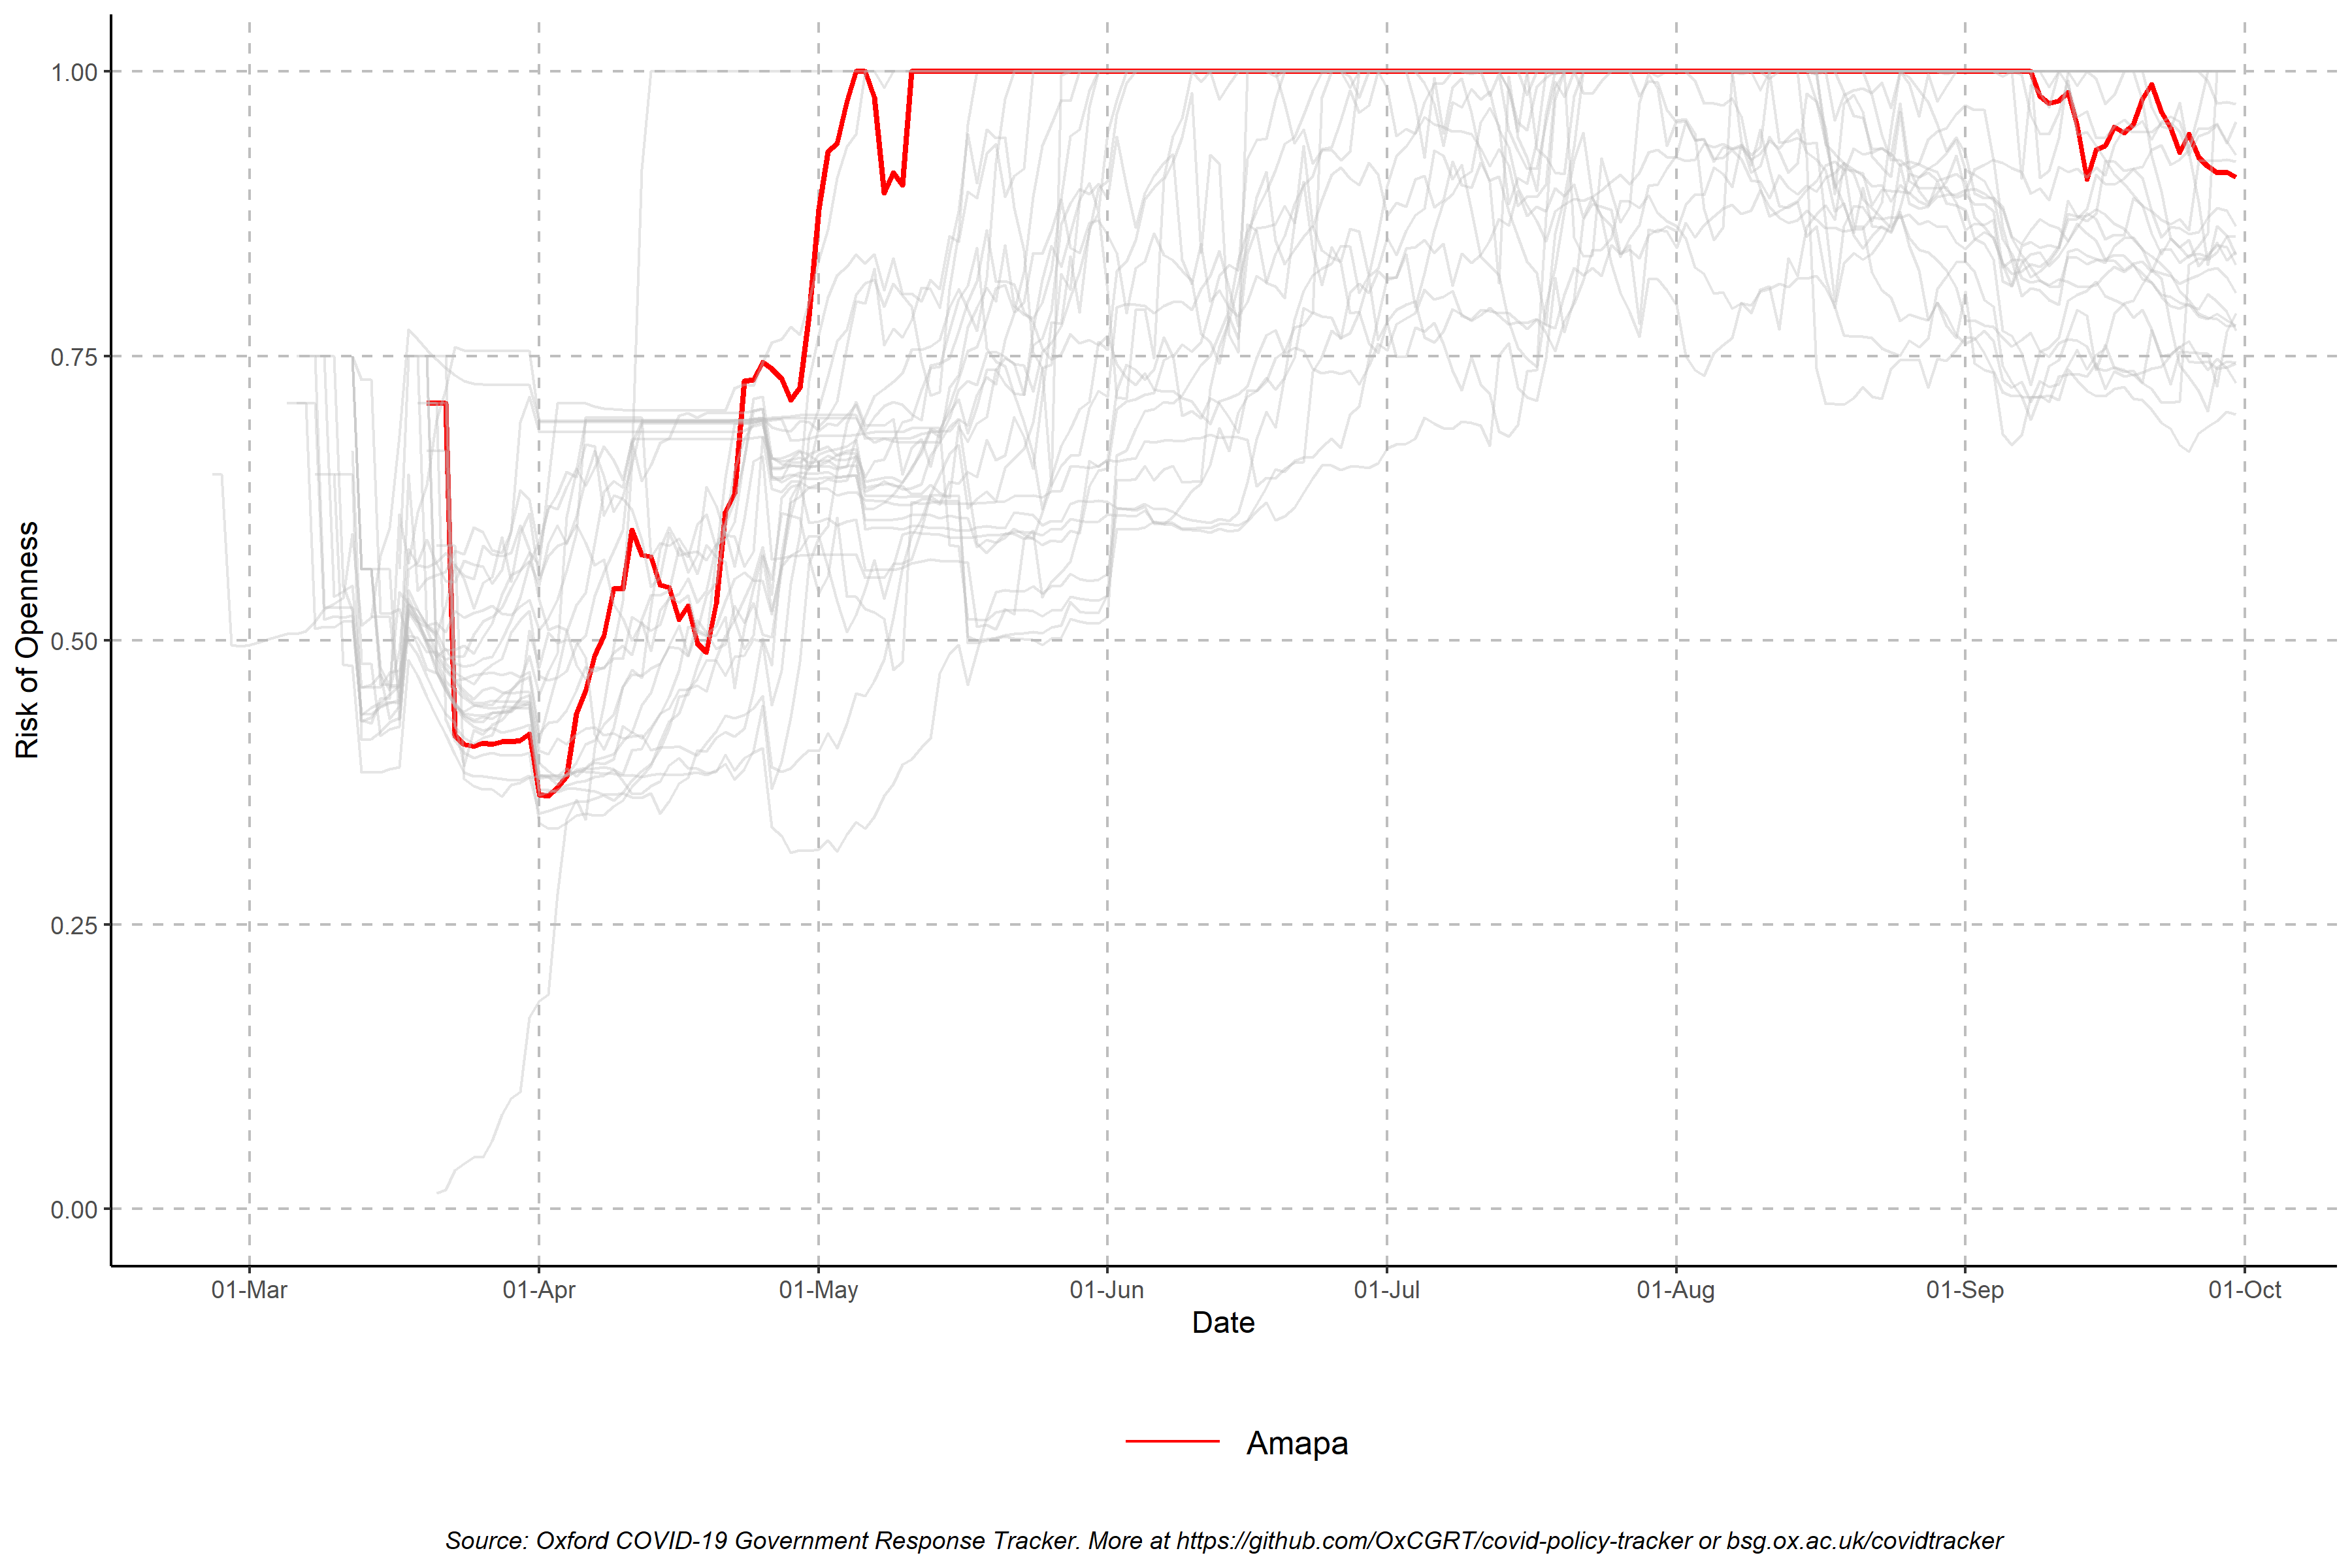 1.00
0.75
0.50
0.25
0.00
Risk of Openness
01-Mar 01-Apr 01-May 01-Jun 01-Jul 01-Aug 01-Sep 01-Oct
Date
Amapa
Source: Oxford COVID-19 Government Response Tracker. More at https://github.com/OxCGRT/covid-policy-tracker or bsg.ox.ac.uk/covidtracker